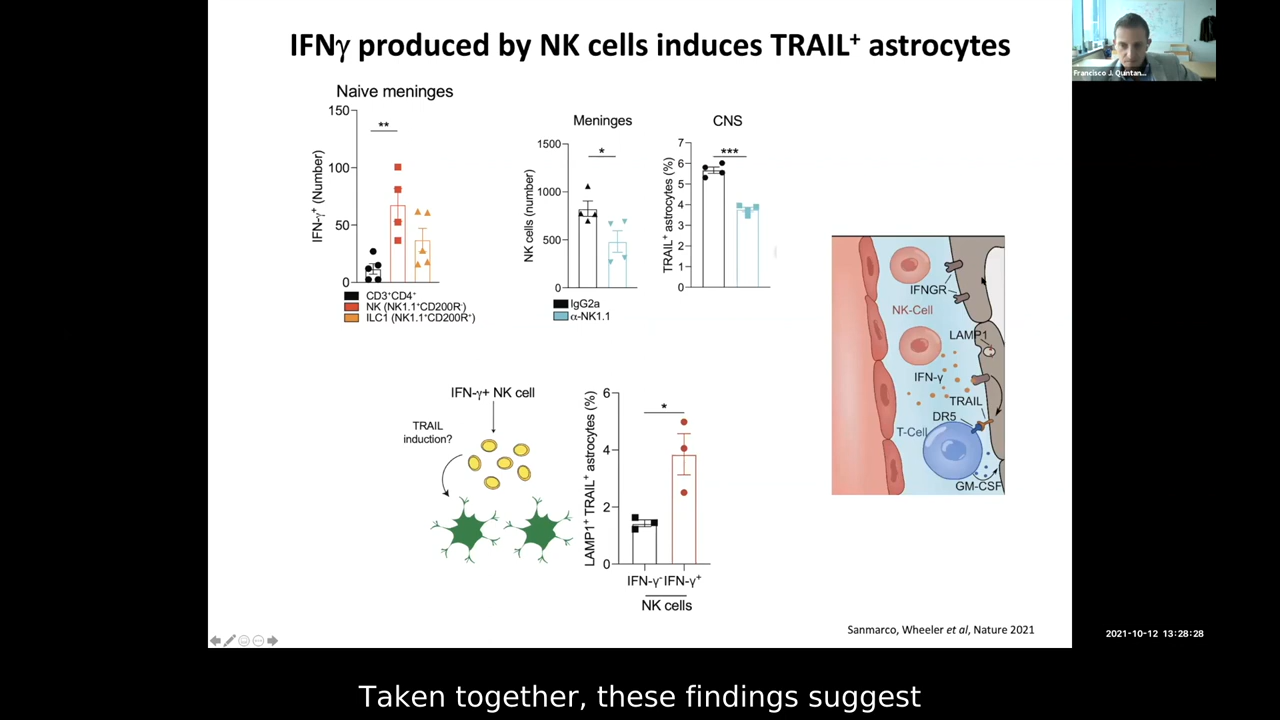 IFNγ produced by NK cells induces TRAIL⁺ astrocytes
Francisco J. Quintan...
Naive meninges
150
100
50
0
IFN-γ⁺ (Number)
**
CD3⁺CD4⁺
NK (NK1.1⁺CD200R⁻)
ILC1 (NK1.1⁺CD200R⁺)
Meninges
1500
1000
500
0
NK cells (number)
*
IgG2a
α-NK1.1
CNS
7
6
5
4
3
2
1
0
TRAIL⁺ astrocytes (%)
***
IFNGR
NK-Cell
LAMP1
IFN-γ
TRAIL
DR5
T-Cell
GM-CSF
IFN-γ+ NK cell
TRAIL
induction?
6
4
2
0
LAMP1⁺ TRAIL⁺ astrocytes (%)
*
IFN-γ⁻ IFN-γ⁺
NK cells
Sanmarco, Wheeler et al, Nature 2021
2021-10-12 13:28:28
Taken together, these findings suggest